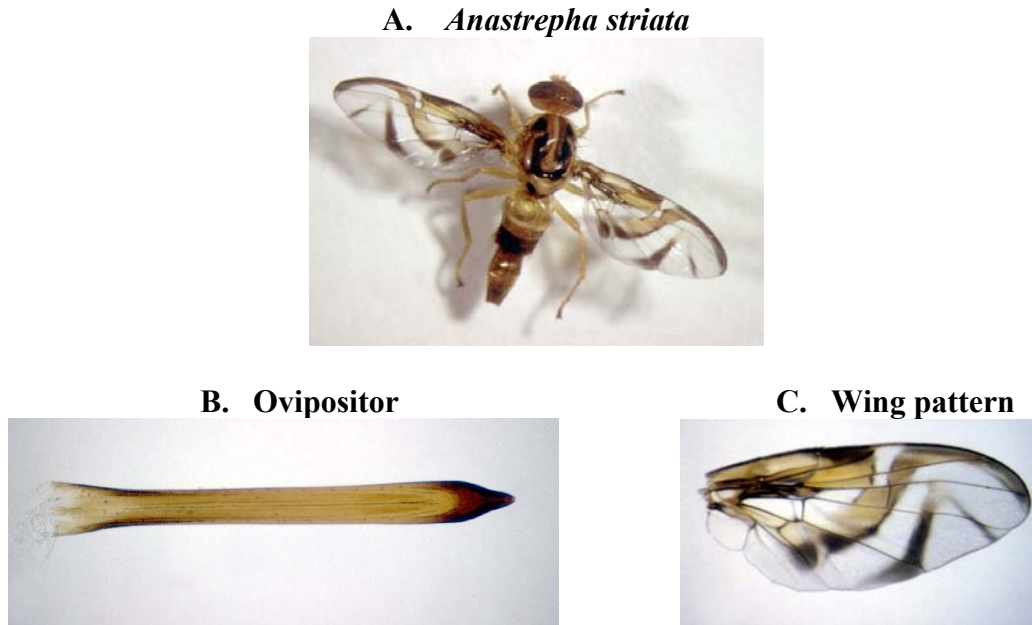 A. Anastrepha striata
B. Ovipositor
C. Wing pattern